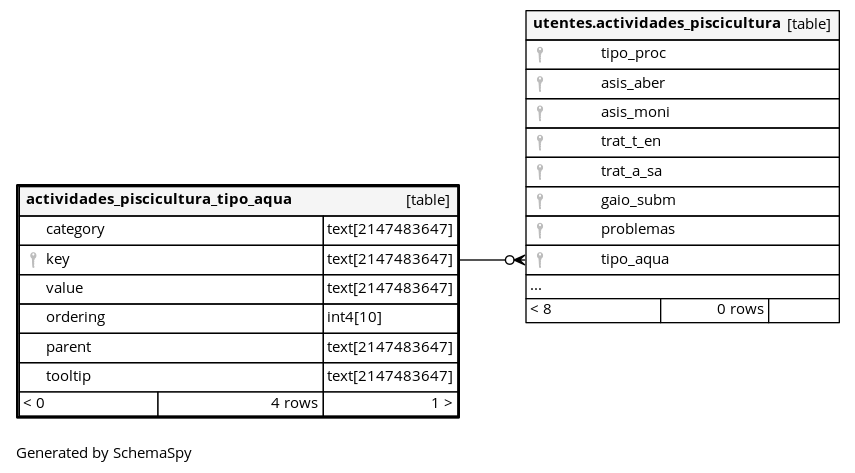 utentes.actividades_piscicultura [table]
tipo_proc
asis_aber
asis_moni
trat_t_en
trat_a_sa
gaio_subm
problemas
tipo_aqua
...
< 8 0 rows
actividades_piscicultura_tipo_aqua [table]
category text[2147483647]
key text[2147483647]
value text[2147483647]
ordering int4[10]
parent text[2147483647]
tooltip text[2147483647]
< 0 4 rows 1 >
Generated by SchemaSpy